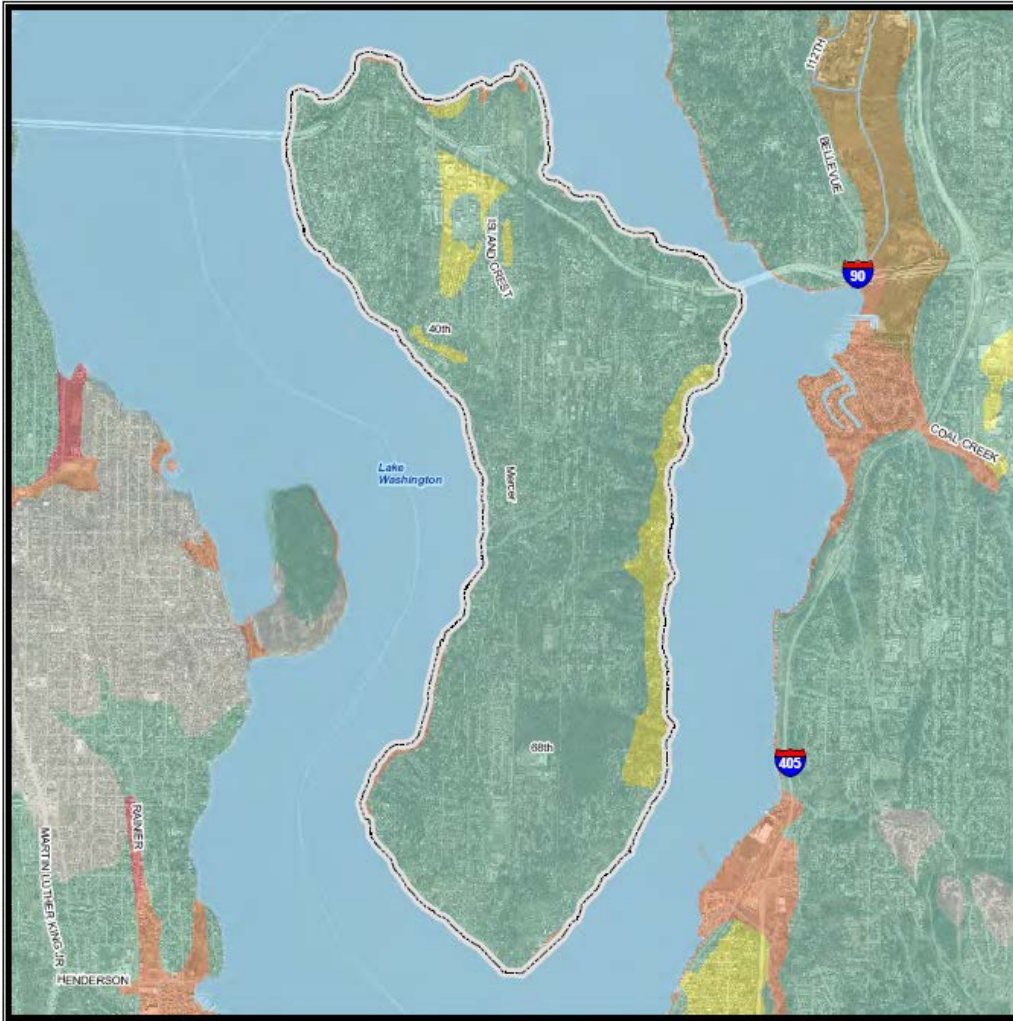 112TH
BELLEVUE
90
ISLAND CREST
40th
COAL CREEK
Lake
Washington
Mercer
68th
405
RAINIER
MARTIN LUTHER KING JR
HENDERSON